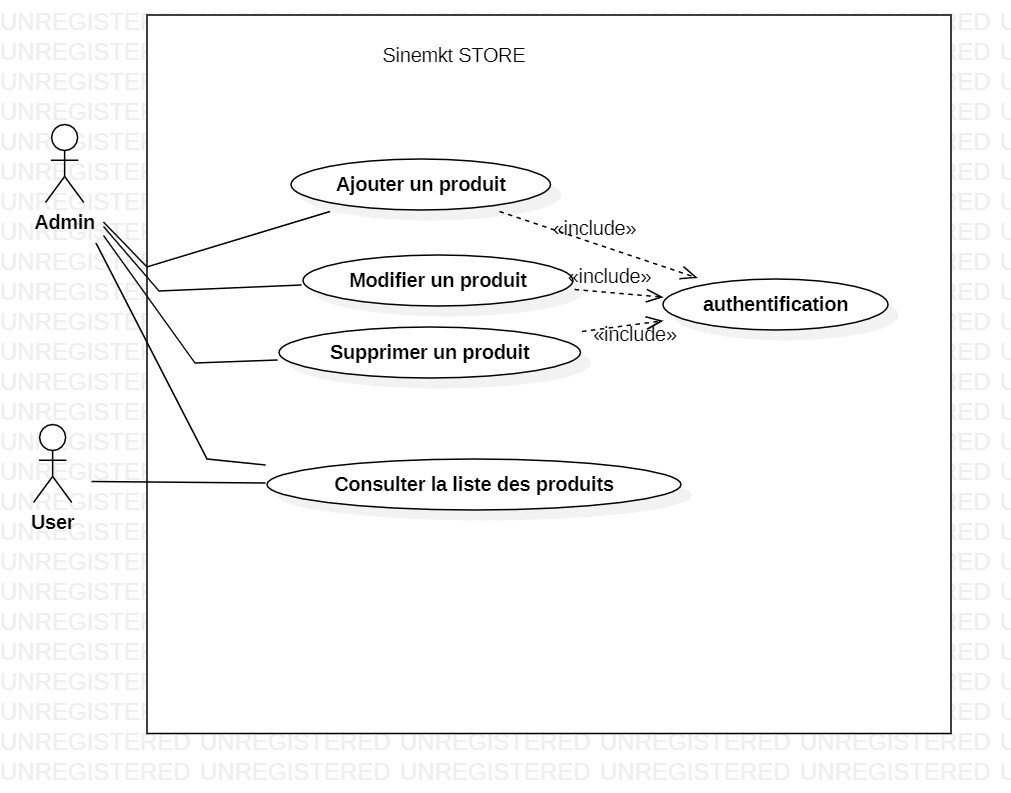 Sinemkt STORE
Ajouter un produit
Admin
«include»
«include»
Modifier un produit
authentification
«include»
Supprimer un produit
Consulter la liste des produits
User
UNREGISTERED UNREGISTERED UNREGISTERED UNREGISTERED UNREGISTERED U
UNREGISTERED UNREGISTERED UNREGISTERED UNREGISTERED UNREGISTERED U